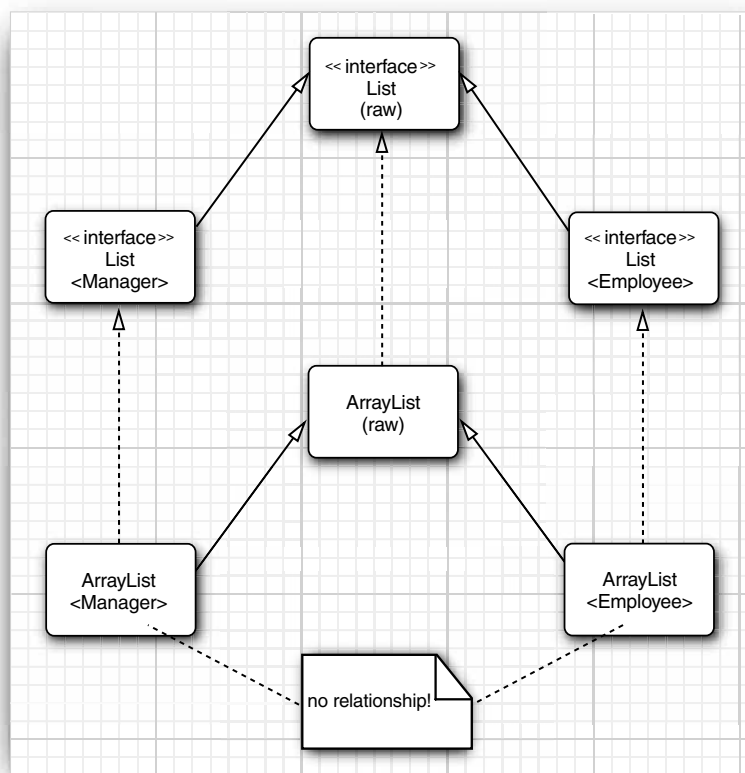 << interface >>
List
(raw)
<< interface >>
List
<Manager>
<< interface >>
List
<Employee>
ArrayList
(raw)
ArrayList
<Manager>
ArrayList
<Employee>
no relationship!